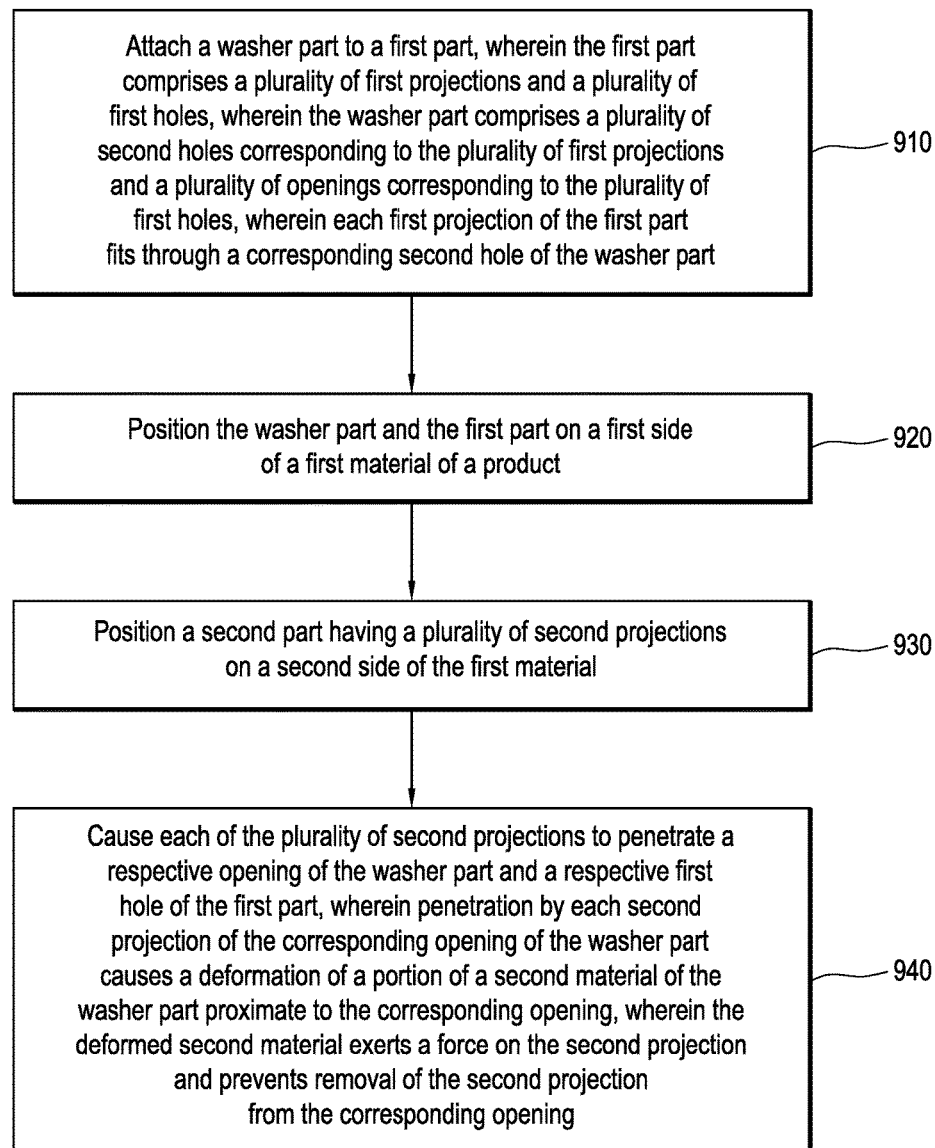 Attach a washer part to a first part, wherein the first part
comprises a plurality of first projections and a plurality of
first holes, wherein the washer part comprises a plurality of
second holes corresponding to the plurality of first projections
and a plurality of openings corresponding to the plurality of
first holes, wherein each first projection of the first part
fits through a corresponding second hole of the washer part
910
Position the washer part and the first part on a first side
of a first material of a product
920
Position a second part having a plurality of second projections
on a second side of the first material
930
Cause each of the plurality of second projections to penetrate a
respective opening of the washer part and a respective first
hole of the first part, wherein penetration by each second
projection of the corresponding opening of the washer part
causes a deformation of a portion of a second material of the
washer part proximate to the corresponding opening, wherein the
deformed second material exerts a force on the second projection
and prevents removal of the second projection
from the corresponding opening
940